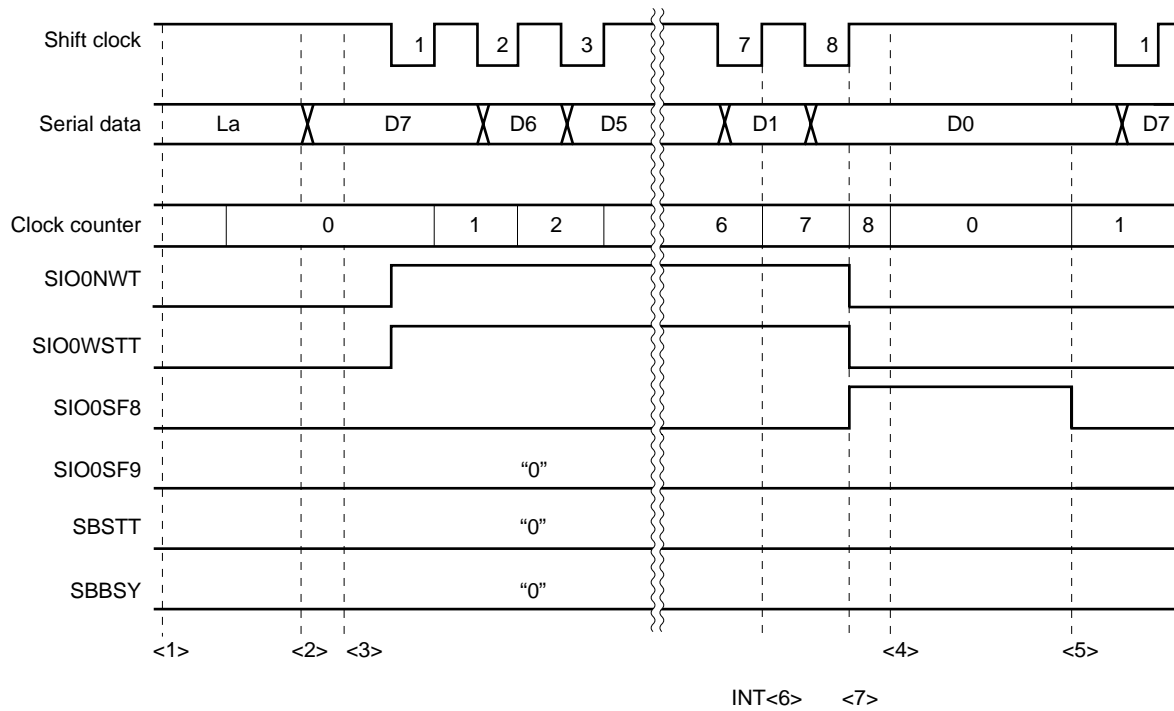 Shift clock 1 2 3 7 8 1
Serial data La D7 D6 D5 D1 D0 D7
Clock counter 0 1 2 6 7 8 0 1
SIO0NWT
SIO0WSTT
SIO0SF8
SIO0SF9 “0”
SBSTT “0”
SBBSY “0”
<1> <2> <3> <4> <5>
INT<6> <7>